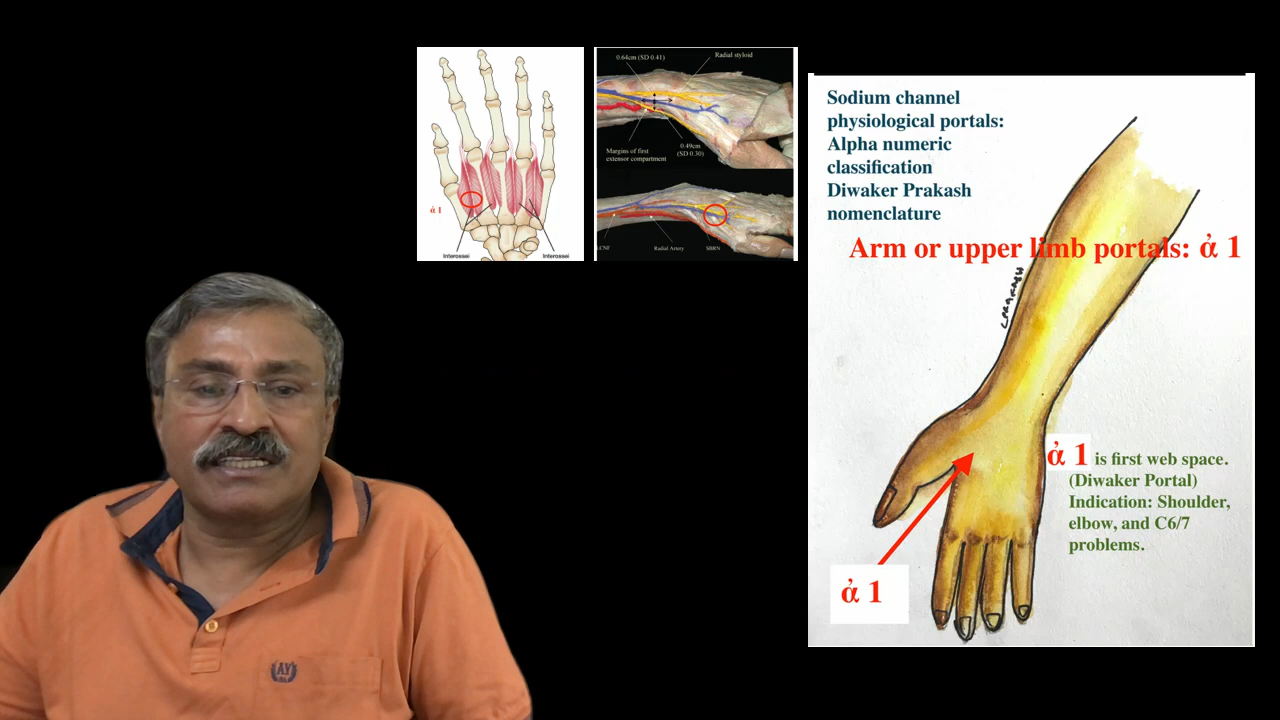 ἀ 1
Interossei
Interossei
0.64cm (SD 0.41)
Radial styloid
Margins of first
extensor compartment
0.49cm
(SD 0.30)
Radial Artery
SBRN
Sodium channel
physiological portals:
Alpha numeric
classification
Diwaker Prakash
nomenclature
Arm or upper limb portals: ἀ 1
ἀ 1 is first web space.
(Diwaker Portal)
Indication: Shoulder,
elbow, and C6/7
problems.
ἀ 1
AY